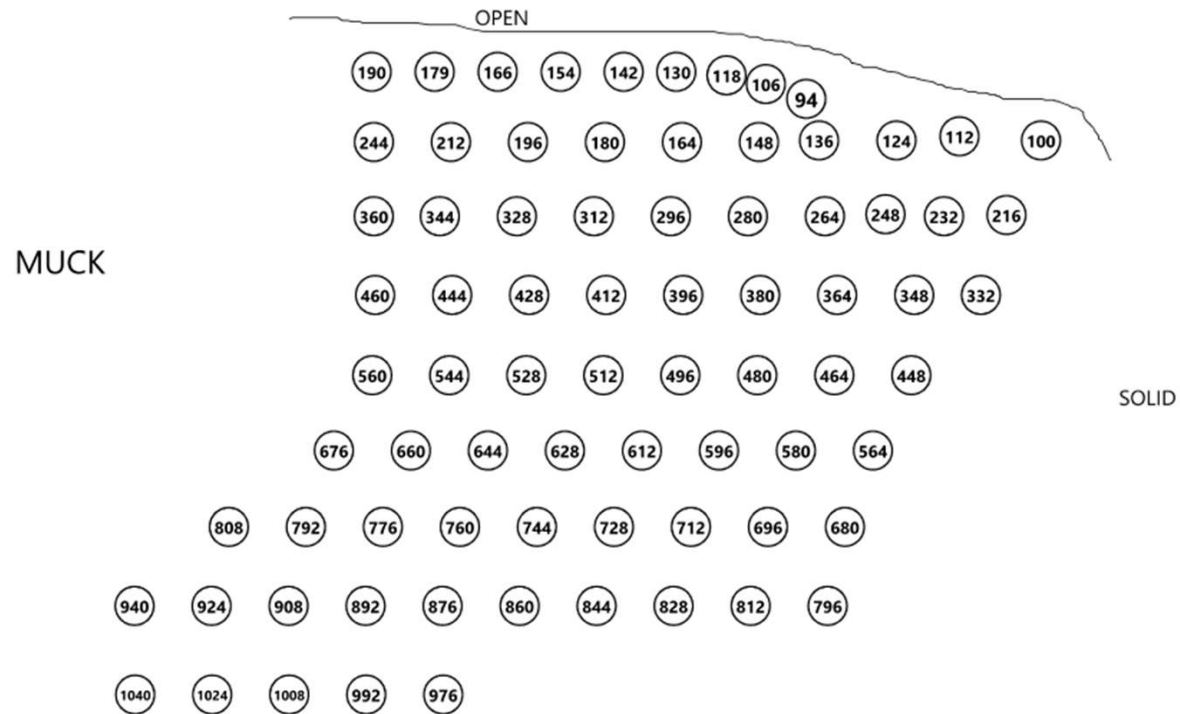 OPEN
190 179 166 154 142 130 118 106 94
244 212 196 180 164 148 136 124 112 100
360 344 328 312 296 280 264 248 232 216
MUCK
460 444 428 412 396 380 364 348 332
560 544 528 512 496 480 464 448
SOLID
676 660 644 628 612 596 580 564
808 792 776 760 744 728 712 696 680
940 924 908 892 876 860 844 828 812 796
1040 1024 1008 992 976